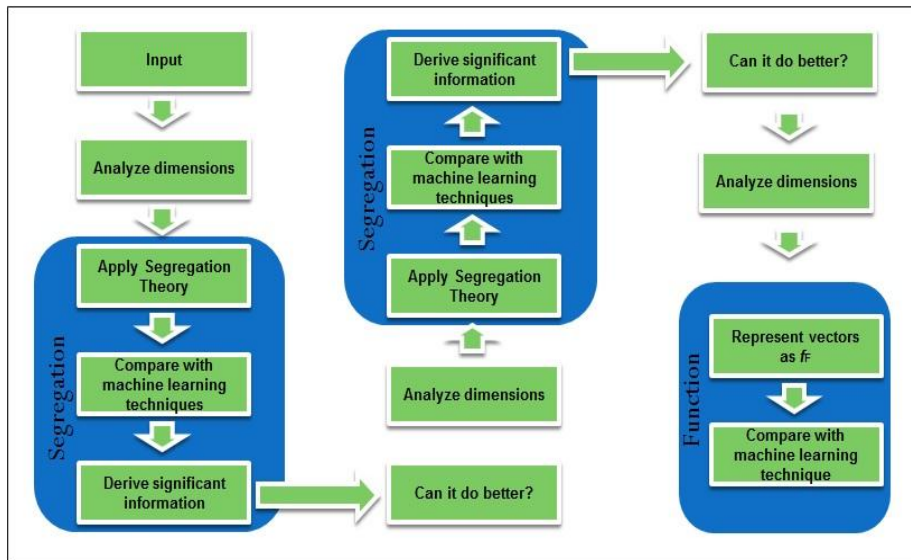 Input
Analyze dimensions
Segregation
Apply Segregation
Theory
Compare with
machine learning
techniques
Derive significant
information
Can it do better?
Analyze dimensions
Segregation
Apply Segregation
Theory
Compare with
machine learning
techniques
Derive significant
information
Can it do better?
Analyze dimensions
Function
Represent vectors
as fF
Compare with
machine learning
technique